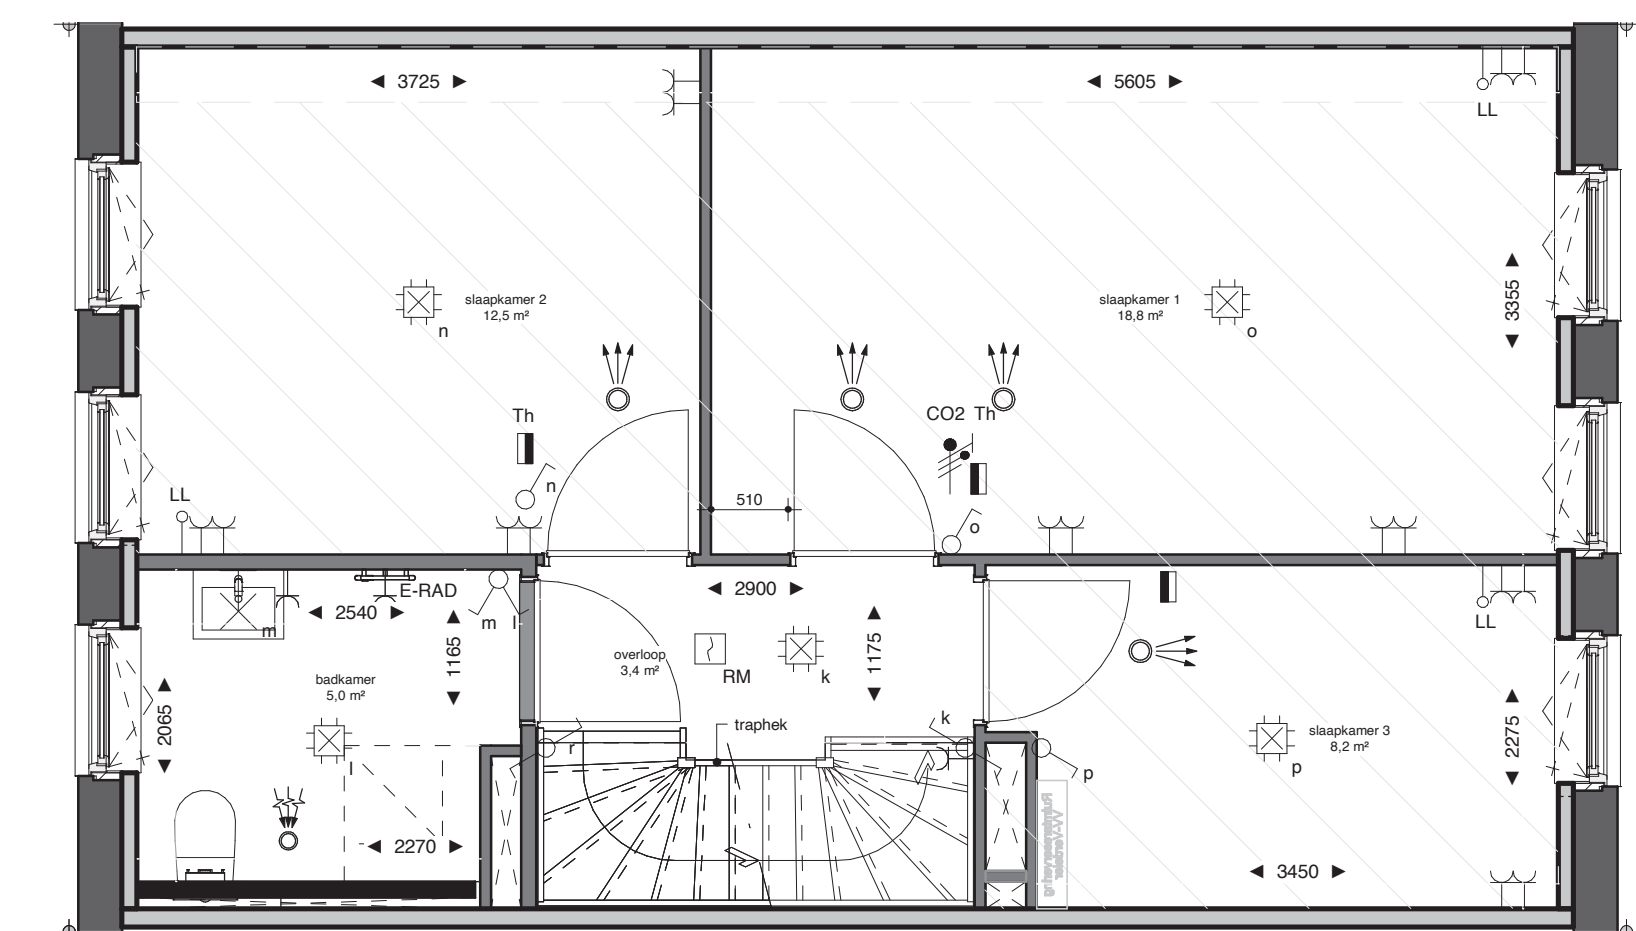 3725
5605
LL
slaapkamer 2
12,5 m²
n
slaapkamer 1
18,8 m²
o
3355
Th
n
CO2 Th
o
LL
510
E-RAD
m
2540
m
l
1165
2900
1175
LL
overloop
3,4 m²
RM
k
badkamer
5,0 m²
l
2065
traphek
r
k
p
slaapkamer 3
8,2 m²
p
2275
2270
3450